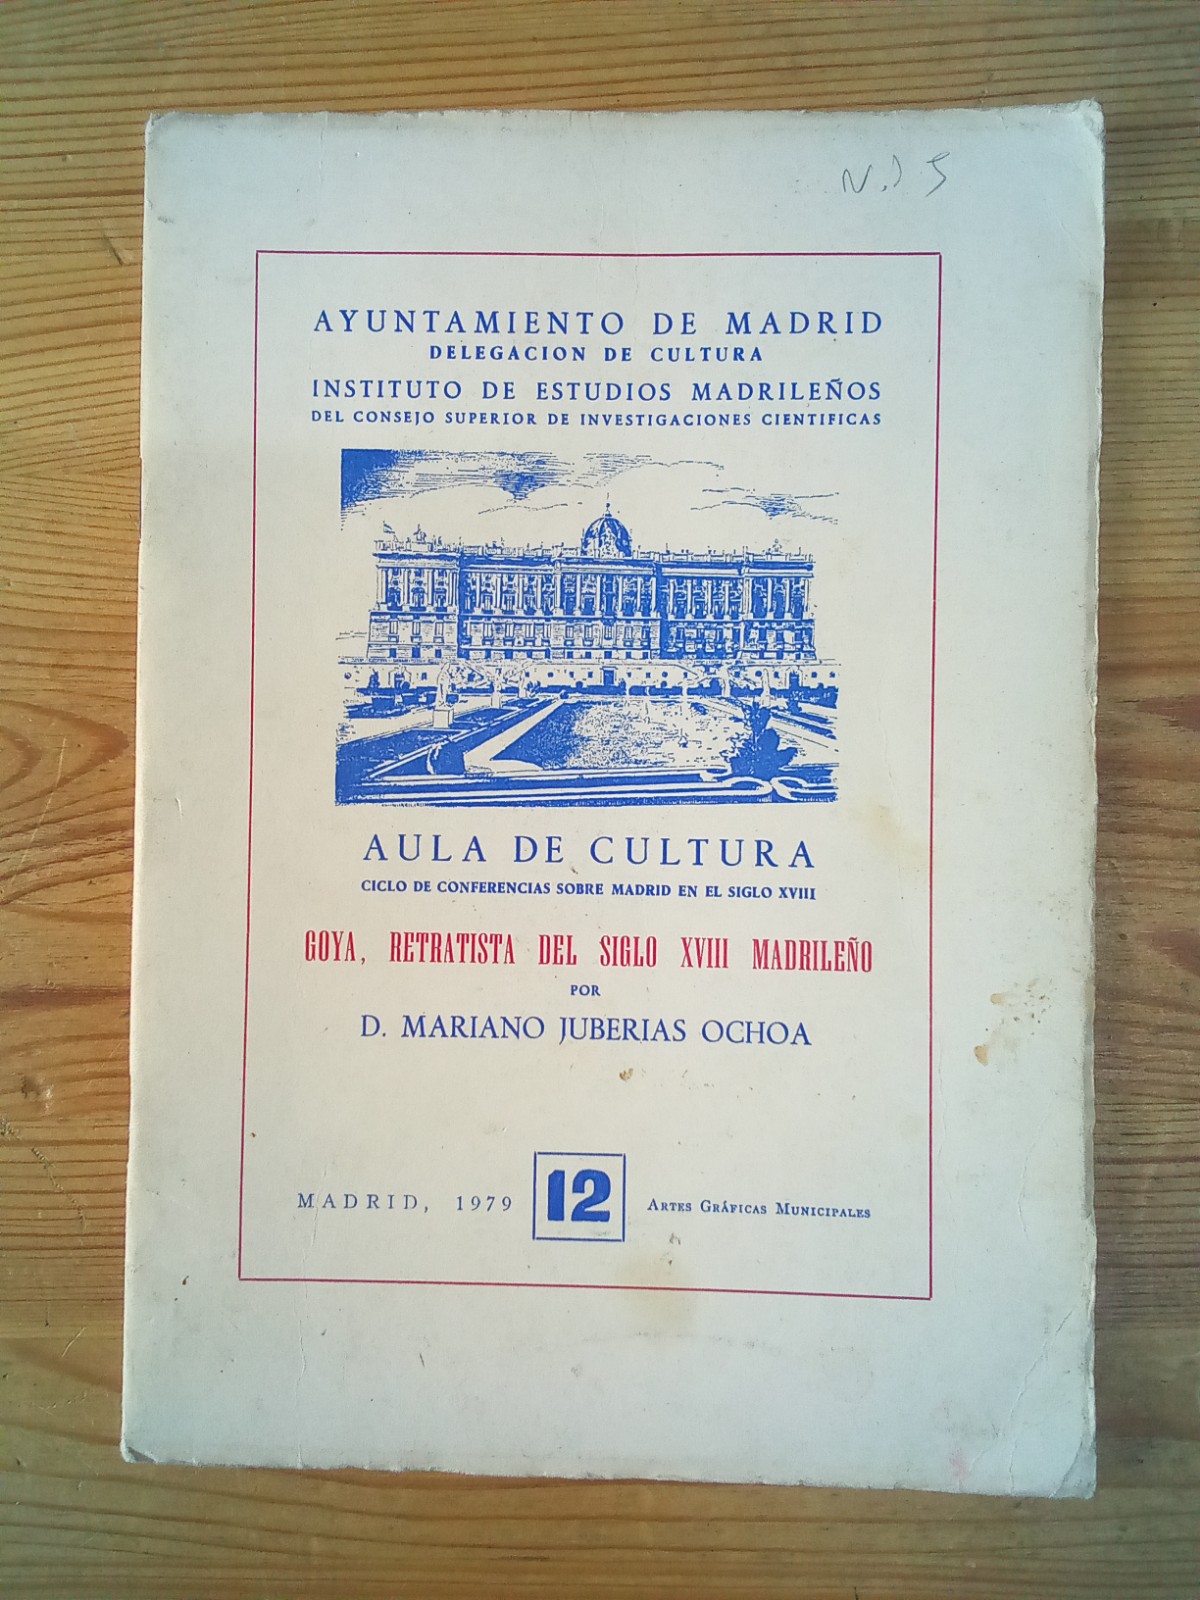 AYUNTAMIENTO DE MADRID
DELEGACION DE CULTURA
INSTITUTO DE ESTUDIOS MADRILEÑOS
DEL CONSEJO SUPERIOR DE INVESTIGACIONES CIENTIFICAS
AULA DE CULTURA
CICLO DE CONFERENCIAS SOBRE MADRID EN EL SIGLO XVIII
GOYA, RETRATISTA DEL SIGLO XVIII MADRILEÑO
POR
D. MARIANO JUBERIAS OCHOA
MADRID, 1979 12 ARTES GRÁFICAS MUNICIPALES